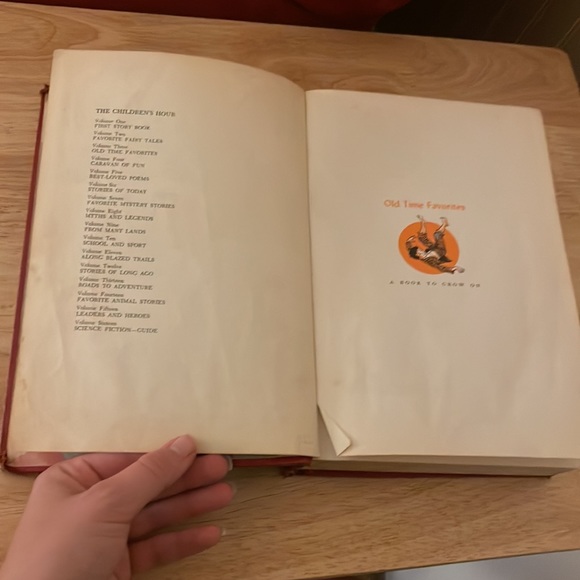 THE CHILDREN'S HOUR
Volume One
FIRST STORY BOOK
Volume Two
FAVORITE FAIRY TALES
Volume Three
OLD TIME FAVORITES
Volume Four
CARAVAN OF FUN
Volume Five
BEST-LOVED POEMS
Volume Six
STORIES OF TODAY
Volume Seven
FAVORITE MYSTERY STORIES
Volume Eight
MYTHS AND LEGENDS
Volume Nine
FROM MANY LANDS
Volume Ten
SCHOOL AND SPORT
Volume Eleven
ALONG BLAZED TRAILS
Volume Twelve
STORIES OF LONG AGO
Volume Thirteen
ROADS TO ADVENTURE
Volume Fourteen
FAVORITE ANIMAL STORIES
Volume Fifteen
LEADERS AND HEROES
Volume Sixteen
SCIENCE FICTION—GUIDE
Old Time Favorites
A BOOK TO GROW ON